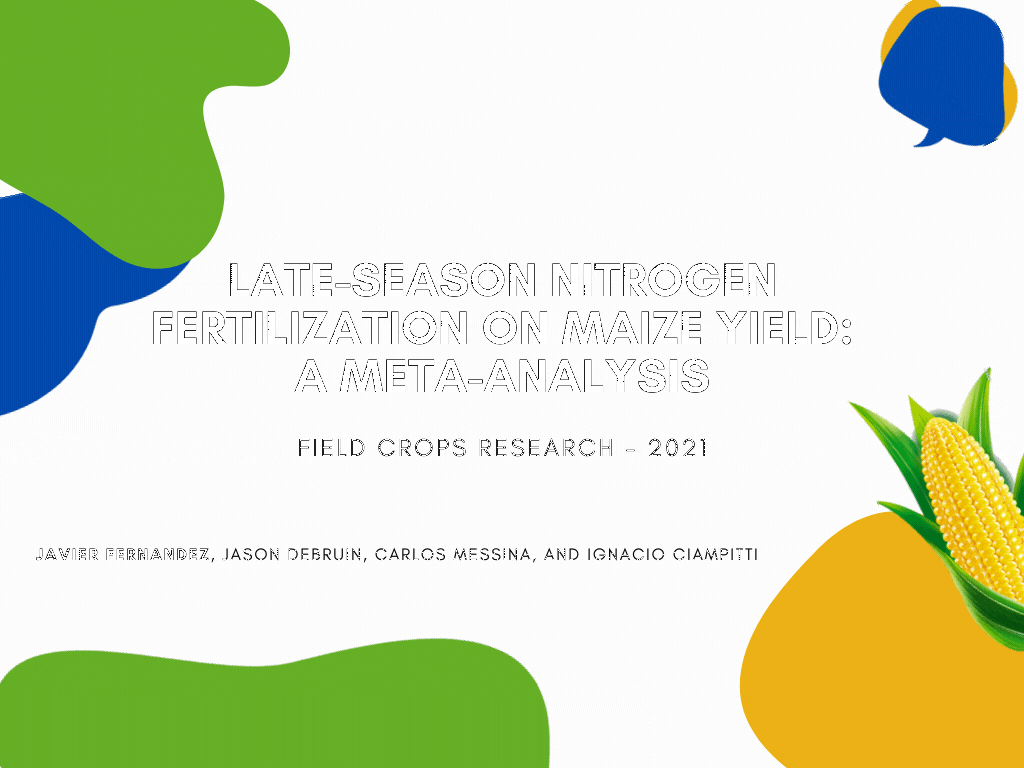 LATE-SEASON NITROGEN
FERTILIZATION ON MAIZE YIELD:
A META-ANALYSIS
FIELD CROPS RESEARCH - 2021
JAVIER FERNANDEZ, JASON DEBRUIN, CARLOS MESSINA, AND IGNACIO CIAMPITTI